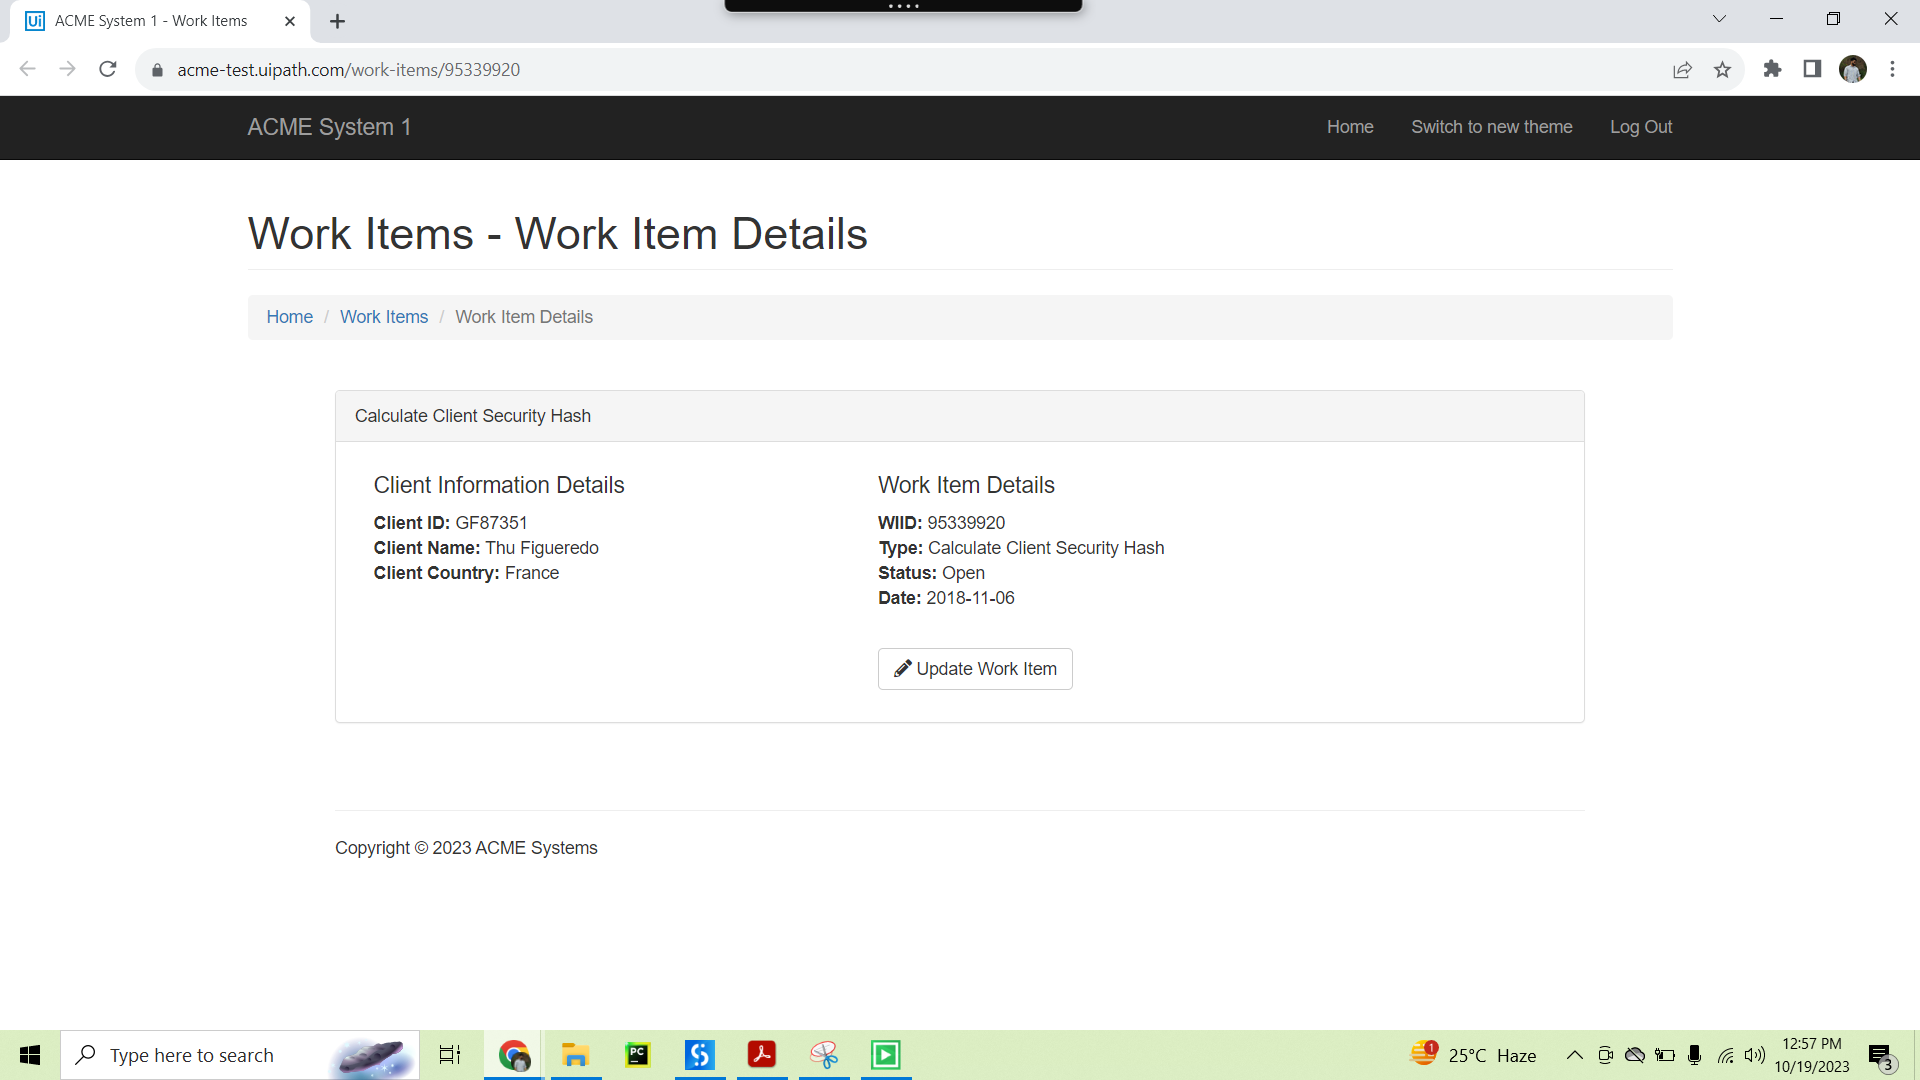 Ui ACME System 1 - Work Items
acme-test.uipath.com/work-items/95339920
ACME System 1
Home
Switch to new theme
Log Out
Work Items - Work Item Details
Home / Work Items / Work Item Details
Calculate Client Security Hash
Client Information Details
Client ID: GF87351
Client Name: Thu Figueredo
Client Country: France
Work Item Details
WIID: 95339920
Type: Calculate Client Security Hash
Status: Open
Date: 2018-11-06
Update Work Item
Copyright © 2023 ACME Systems
Type here to search
PC
1
25°C Haze
12:57 PM
10/19/2023
3